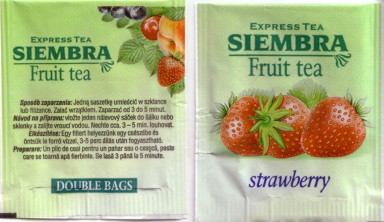 EXPRESS TEA
SIEMBRA
Fruit tea
Sposób zaparzania: Jedną saszetkę umieścić w szklance
lub filiżance. Zalać wrzątkiem. Zaparzać od 3 do 5 minut.
Návod na přípravu: vložte jeden nálevový sáček do šálku nebo
sklenky a zalijte vroucí vodou. Nechte cca. 3 – 5 min. louhovat.
Elkészítése: Egy filtert helyezzünk egy csészébe és
öntsük le forró vízzel, 3-5 perc állás után fogyasztható.
Preparare: Un plic de ceai pentru un pahar sau o ceaşcă, peste
care se toarnă apă fierbinte. Se lasă 3 până la 5 minute.
DOUBLE BAGS
EXPRESS TEA
SIEMBRA
Fruit tea
strawberry